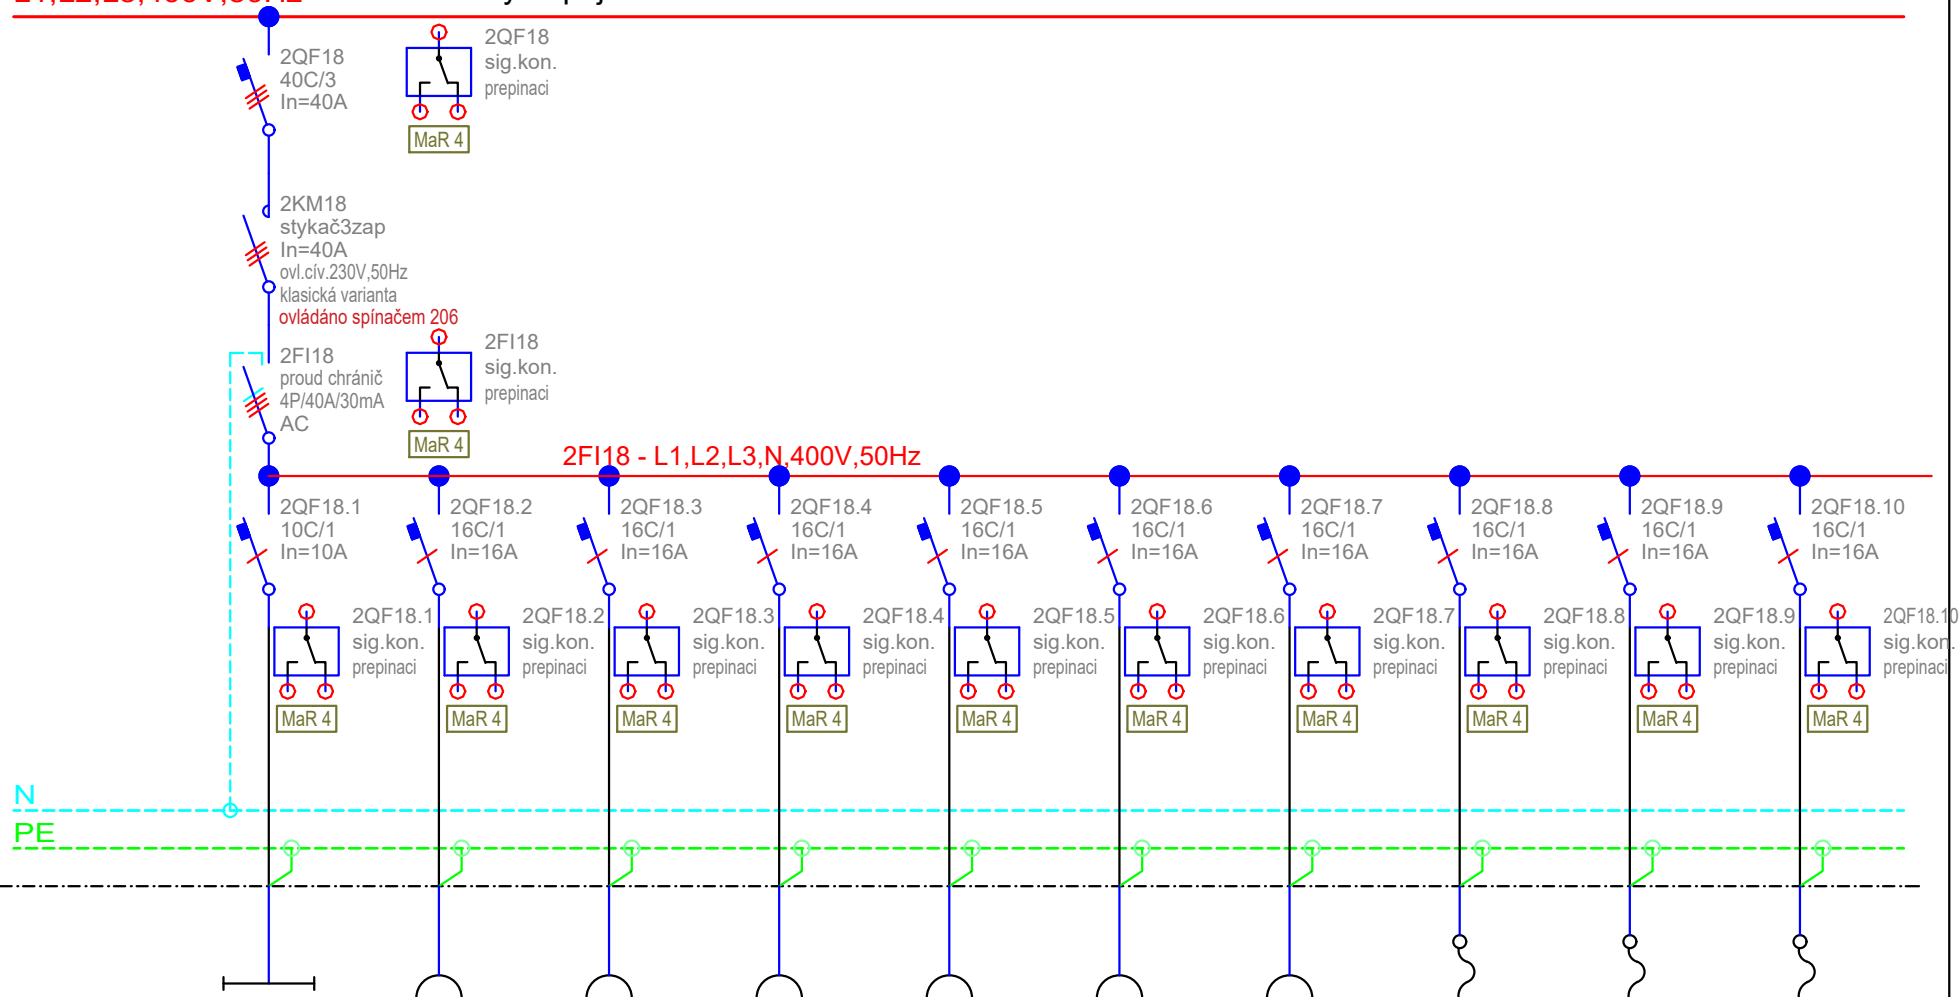 2QF18
40C/3
In=40A
2QF18
sig.kon.
prepinaci
MaR 4
2KM18
stykač3zap
In=40A
ovl.cív.230V,50Hz
klasická varianta
ovládáno spínačem 206
2FI18
proud chránič
4P/40A/30mA
AC
2FI18
sig.kon.
prepinaci
MaR 4
2FI18 - L1,L2,L3,N,400V,50Hz
2QF18.1
10C/1
In=10A
2QF18.2
16C/1
In=16A
2QF18.3
16C/1
In=16A
2QF18.4
16C/1
In=16A
2QF18.5
16C/1
In=16A
2QF18.6
16C/1
In=16A
2QF18.7
16C/1
In=16A
2QF18.8
16C/1
In=16A
2QF18.9
16C/1
In=16A
2QF18.10
16C/1
In=16A
2QF18.1
sig.kon.
prepinaci
MaR 4
2QF18.2
sig.kon.
prepinaci
MaR 4
2QF18.3
sig.kon.
prepinaci
MaR 4
2QF18.4
sig.kon.
prepinaci
MaR 4
2QF18.5
sig.kon.
prepinaci
MaR 4
2QF18.6
sig.kon.
prepinaci
MaR 4
2QF18.7
sig.kon.
prepinaci
MaR 4
2QF18.8
sig.kon.
prepinaci
MaR 4
2QF18.9
sig.kon.
prepinaci
MaR 4
2QF18.10
sig.kon.
prepinaci
MaR 4
N
PE